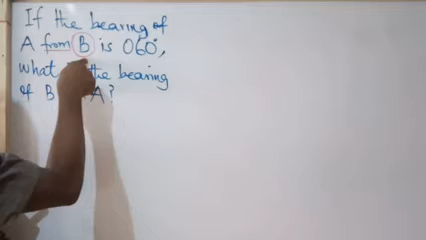 If the bearing of
A from B is 060°,
what the bearing
of B A?